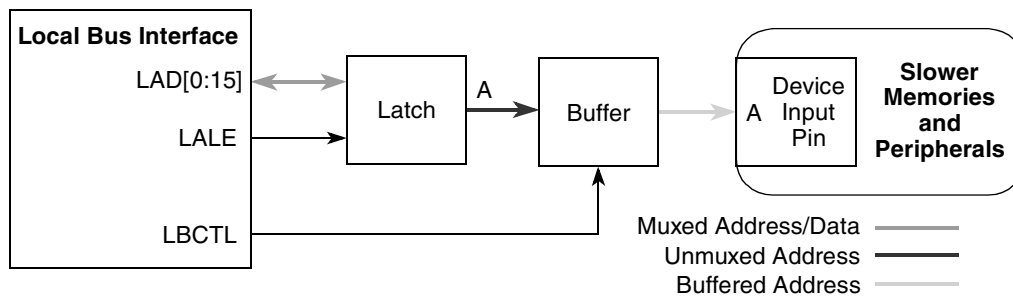 Local Bus Interface
LAD[0:15]
LALE
LBCTL
Latch
A
Buffer
A
Device
Input
Pin
Slower
Memories
and
Peripherals
Muxed Address/Data
Unmuxed Address
Buffered Address